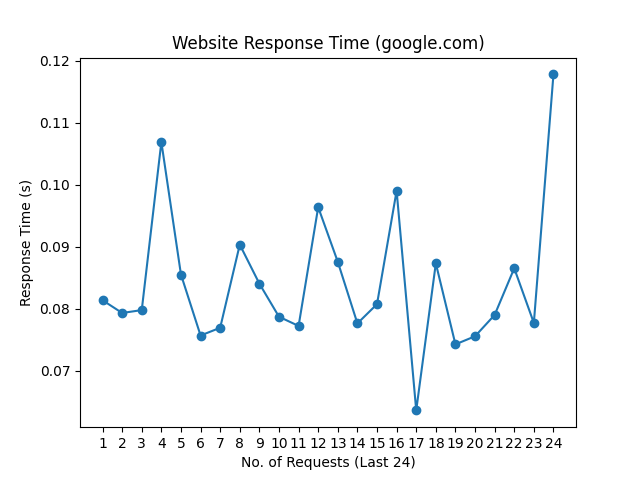 Website Response Time (google.com)
0.12
0.11
0.10
0.09
0.08
0.07
Response Time (s)
1 2 3 4 5 6 7 8 9 10 11 12 13 14 15 16 17 18 19 20 21 22 23 24
No. of Requests (Last 24)